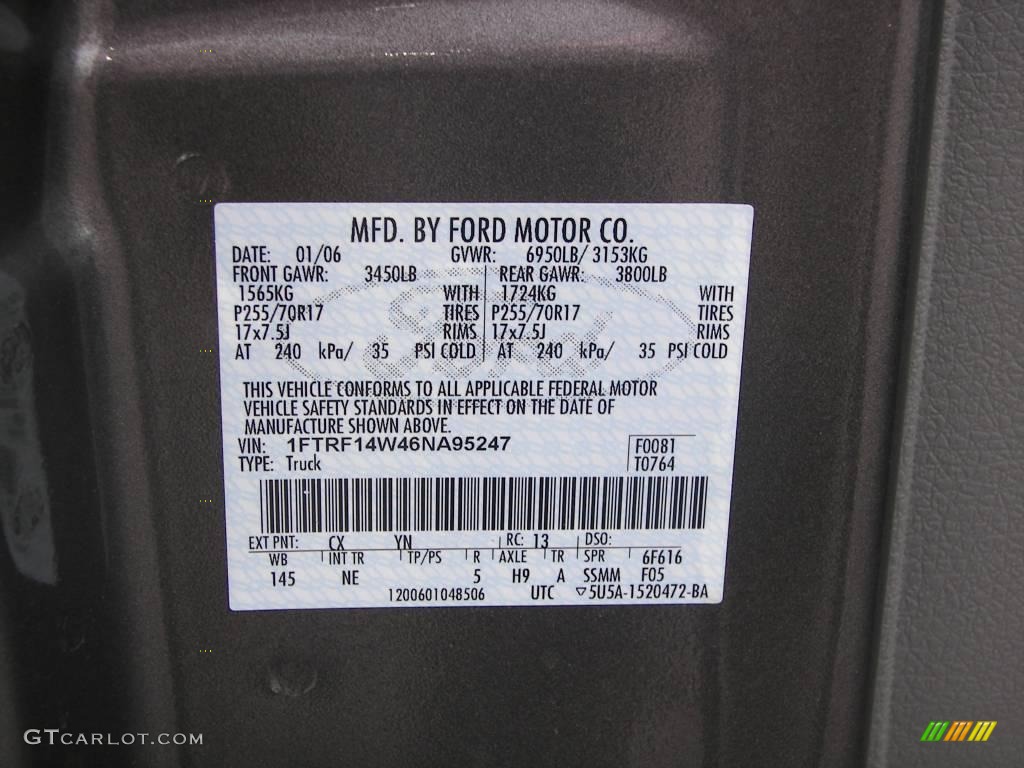 MFD. BY FORD MOTOR CO.
DATE: 01/06 GVWR: 6950LB/ 3153KG
FRONT GAWR: 3450LB REAR GAWR: 3800LB
1565KG WITH 1724KG WITH
P255/70R17 TIRES P255/70R17 TIRES
17x7.5J RIMS 17x7.5J RIMS
AT 240 kPa/ 35 PSI COLD AT 240 kPa/ 35 PSI COLD
THIS VEHICLE CONFORMS TO ALL APPLICABLE FEDERAL MOTOR
VEHICLE SAFETY STANDARDS IN EFFECT ON THE DATE OF
MANUFACTURE SHOWN ABOVE.
VIN: 1FTRF14W46NA95247 F0081
TYPE: Truck T0764
EXT PNT: CX YN RC: 13 DSO:
WB INT TR TP/PS R AXLE TR SPR 6F616
145 NE 5 H9 A SSMM F05
1200601048506 UTC ▽5U5A-1520472-BA
GTCARLOT.COM